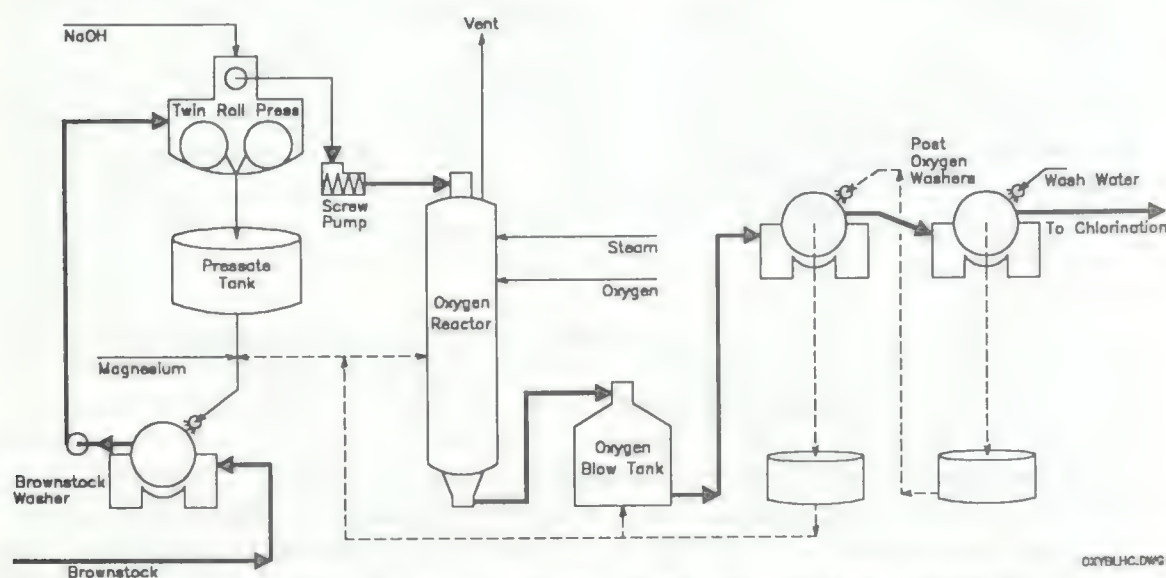 NaOH
Vent
Twin Roll Press
Screw
Pump
Post
Oxygen
Washers
Wash Water
To Chlorination
Pressate
Tank
Steam
Oxygen
Oxygen
Reactor
Magnesium
Oxygen
Blow Tank
Brownstock
Washer
Brownstock
OXYBLHC.DWG